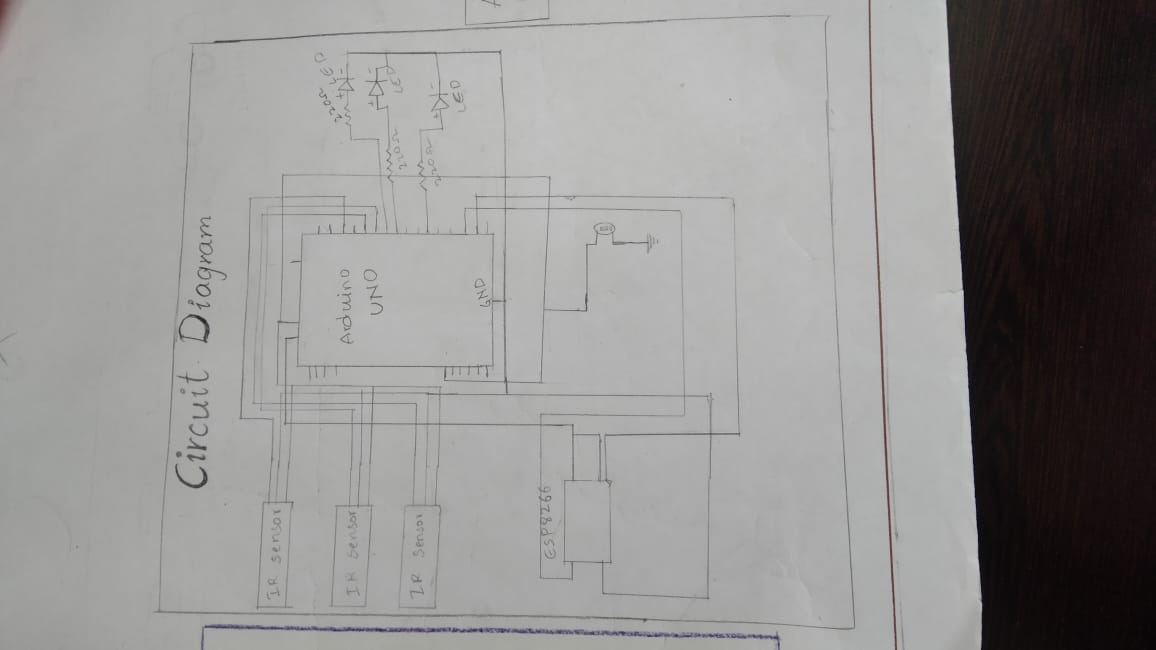 Circuit Diagram
220Ω
LED
LED
220Ω
LED
220Ω
Arduino
UNO
GND
IR sensor
IR sensor
IR sensor
ESP8266